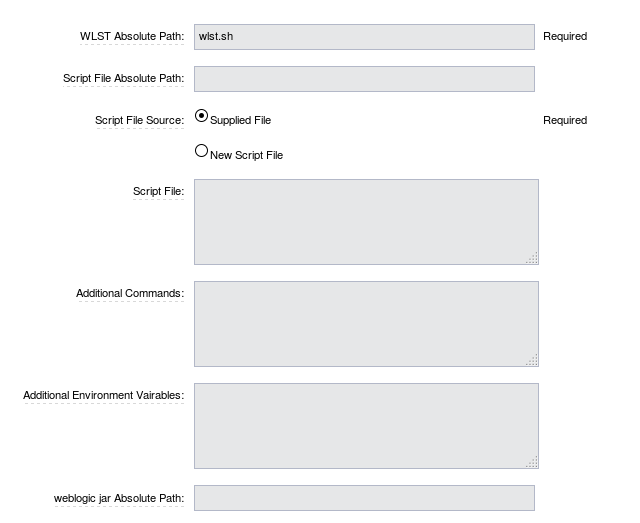 WLST Absolute Path: wlst.sh Required
Script File Absolute Path:
Script File Source: Supplied File Required
New Script File
Script File:
Additional Commands:
Additional Environment Vairables:
weblogic jar Absolute Path: